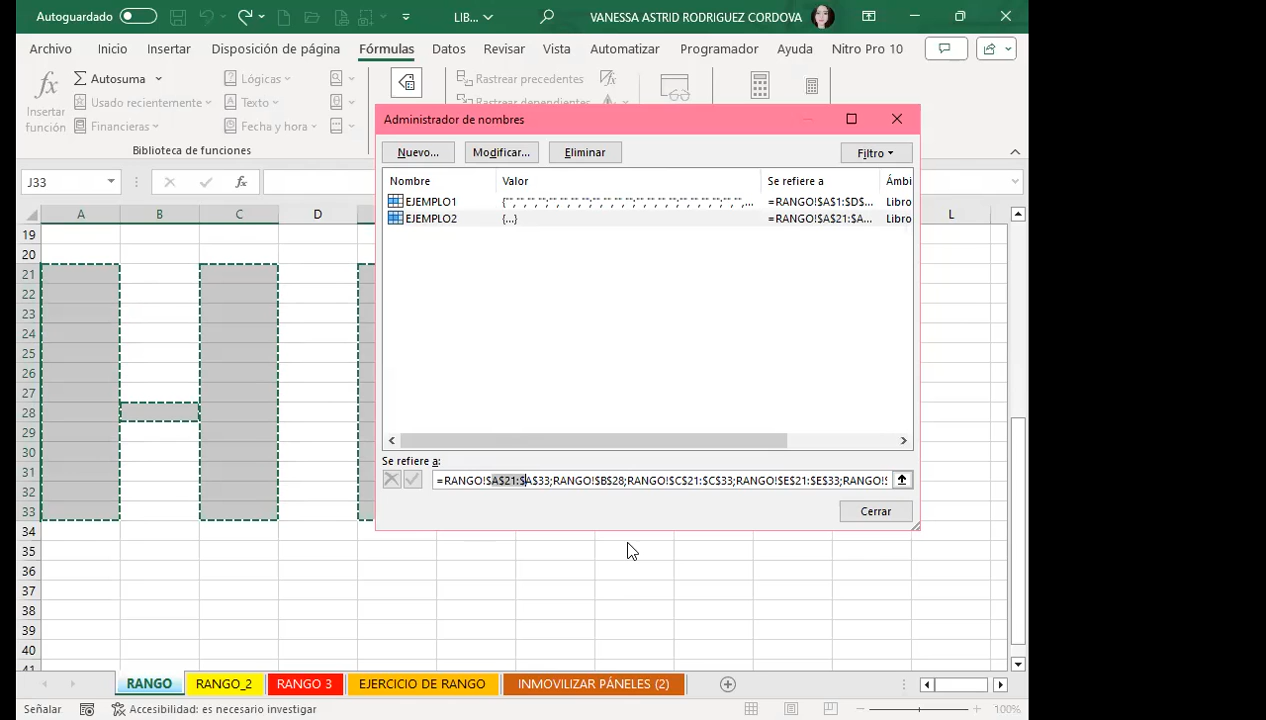 Autoguardado
LIB...
VANESSA ASTRID RODRIGUEZ CORDOVA
Archivo Inicio Insertar Disposición de página Fórmulas Datos Revisar Vista Automatizar Programador Ayuda Nitro Pro 10
fx Autosuma Lógicas Rastrear precedentes
Insertar función
Usado recientemente Texto Rastrear dependientes
Financieras Fecha y hora
Biblioteca de funciones
J33 fx
A B C D L
19
20
21
22
23
24
25
26
27
28
29
30
31
32
33
34
35
36
37
38
39
40
41
Administrador de nombres
Nuevo... Modificar... Eliminar Filtro
Nombre Valor Se refiere a Ámbi
EJEMPLO1 =RANGO!$A$1:$D$... Libro
EJEMPLO2 {...} =RANGO!$A$21:$A... Libro
Se refiere a:
=RANGO!$A$21:$A$33;RANGO!$B$28;RANGO!$C$21:$C$33;RANGO!$E$21:$E$33;RANGO!$
Cerrar
RANGO RANGO_2 RANGO 3 EJERCICIO DE RANGO INMOVILIZAR PÁNELES (2)
Señalar Accesibilidad: es necesario investigar 100%